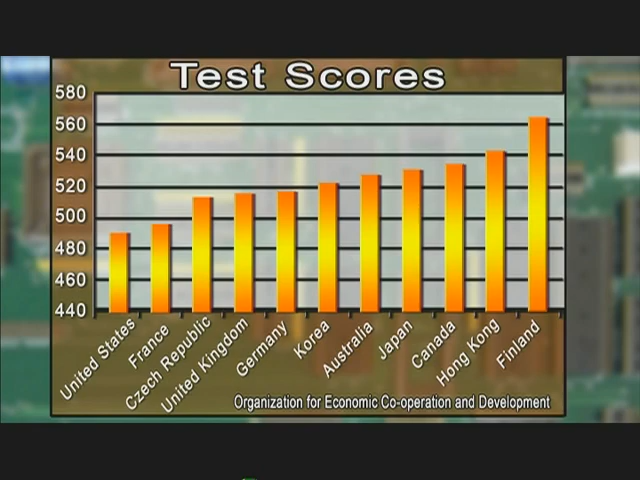 Test Scores
580
560
540
520
500
480
460
440
United States
France
Czech Republic
United Kingdom
Germany
Korea
Australia
Japan
Canada
Hong Kong
Finland
Organization for Economic Co-operation and Development